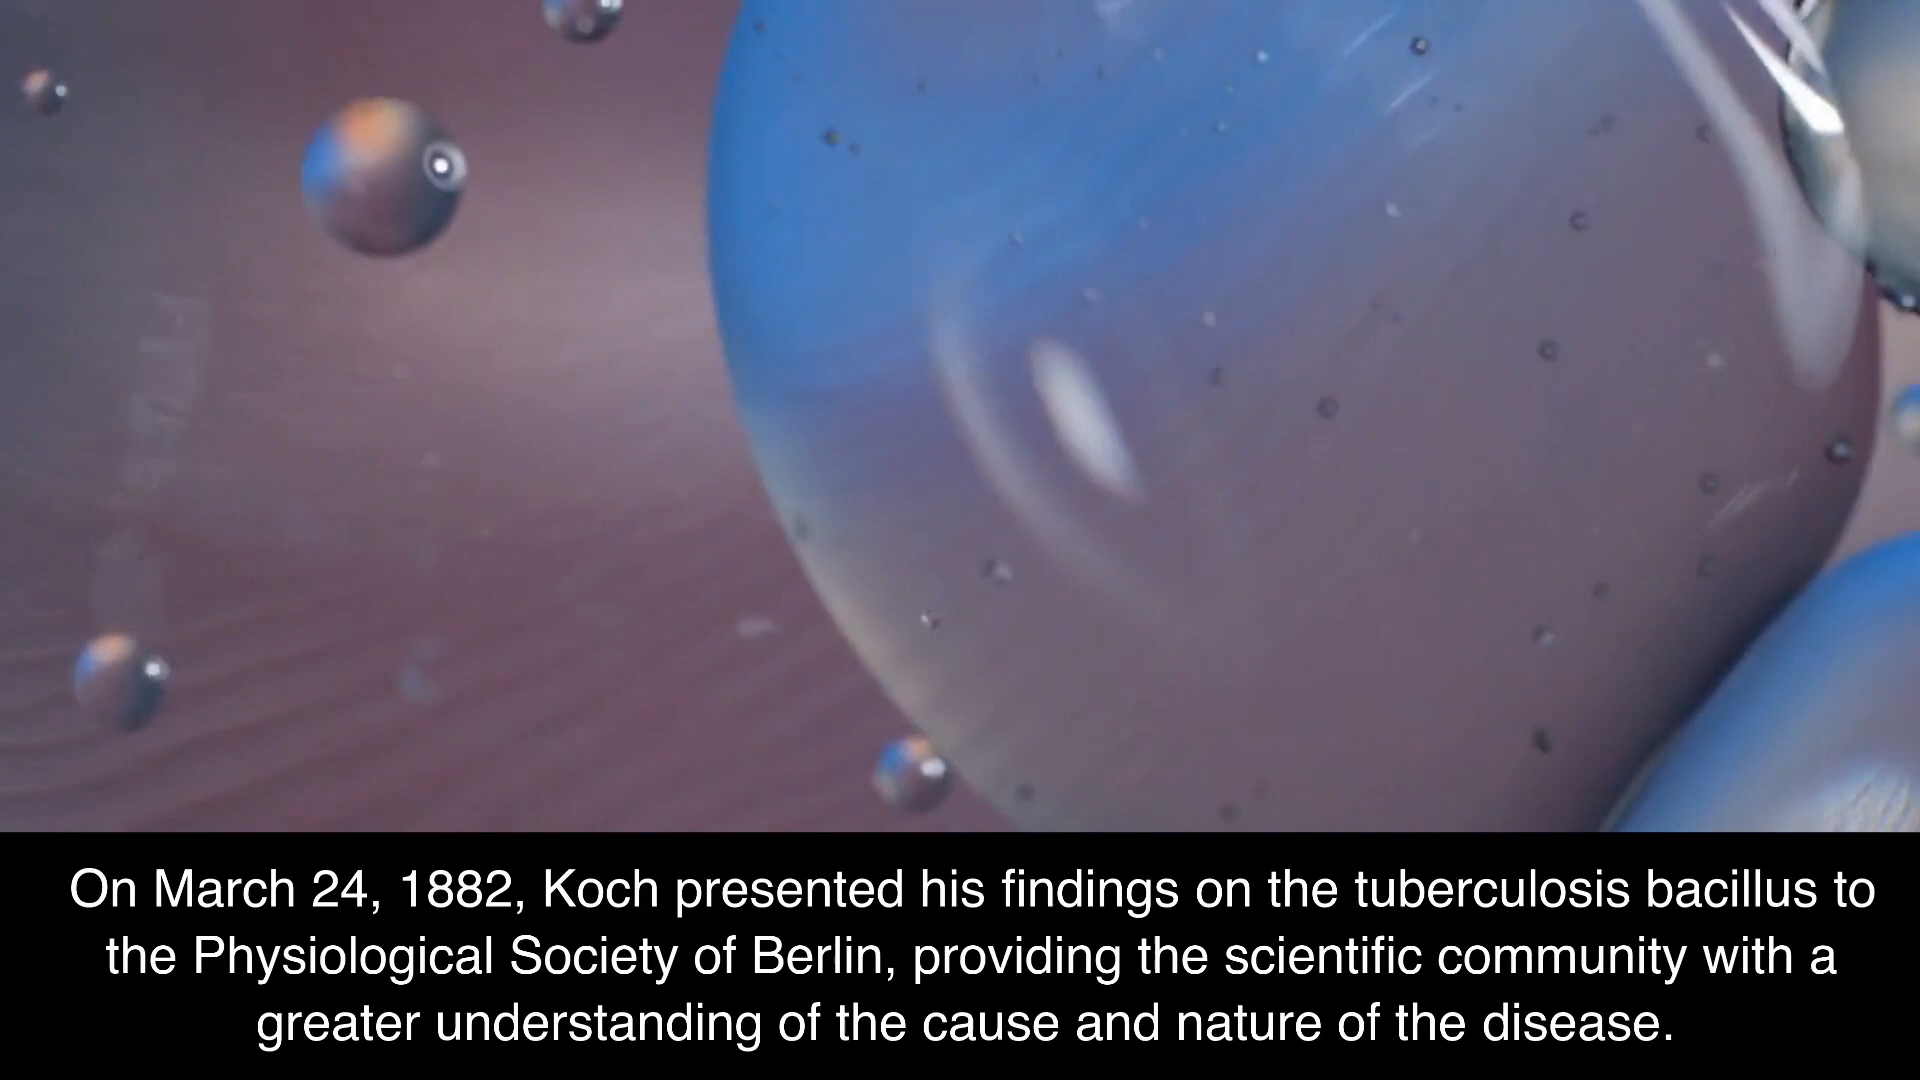 On March 24, 1882, Koch presented his findings on the tuberculosis bacillus to
the Physiological Society of Berlin, providing the scientific community with a
greater understanding of the cause and nature of the disease.